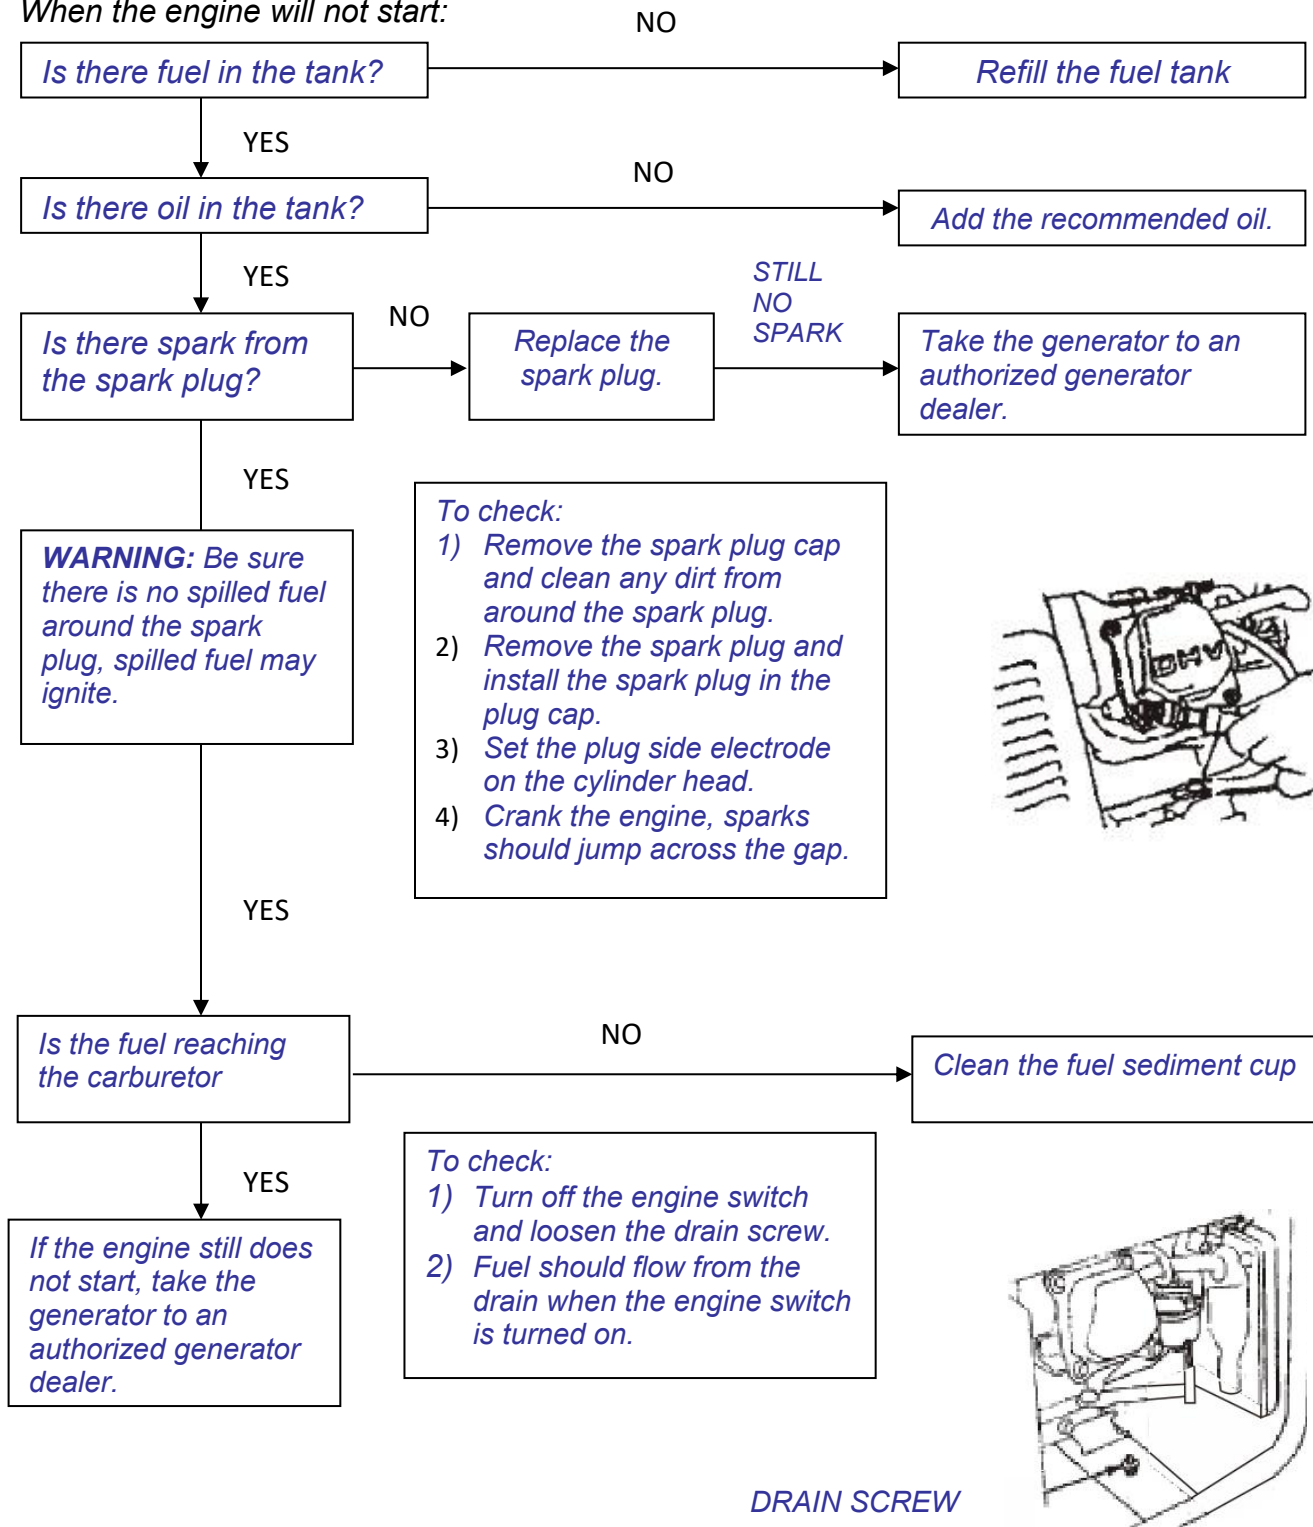 When the engine will not start:
NO
Is there fuel in the tank?
Refill the fuel tank
YES
NO
Is there oil in the tank?
Add the recommended oil.
YES
STILL
NO
SPARK
NO
Is there spark from
the spark plug?
Replace the
spark plug.
Take the generator to an
authorized generator
dealer.
YES
WARNING: Be sure
there is no spilled fuel
around the spark
plug, spilled fuel may
ignite.
To check:
1) Remove the spark plug cap
and clean any dirt from
around the spark plug.
2) Remove the spark plug and
install the spark plug in the
plug cap.
3) Set the plug side electrode
on the cylinder head.
4) Crank the engine, sparks
should jump across the gap.
OHV
YES
Is the fuel reaching
the carburetor
NO
Clean the fuel sediment cup
YES
To check:
1) Turn off the engine switch
and loosen the drain screw.
2) Fuel should flow from the
drain when the engine switch
is turned on.
If the engine still does
not start, take the
generator to an
authorized generator
dealer.
DRAIN SCREW